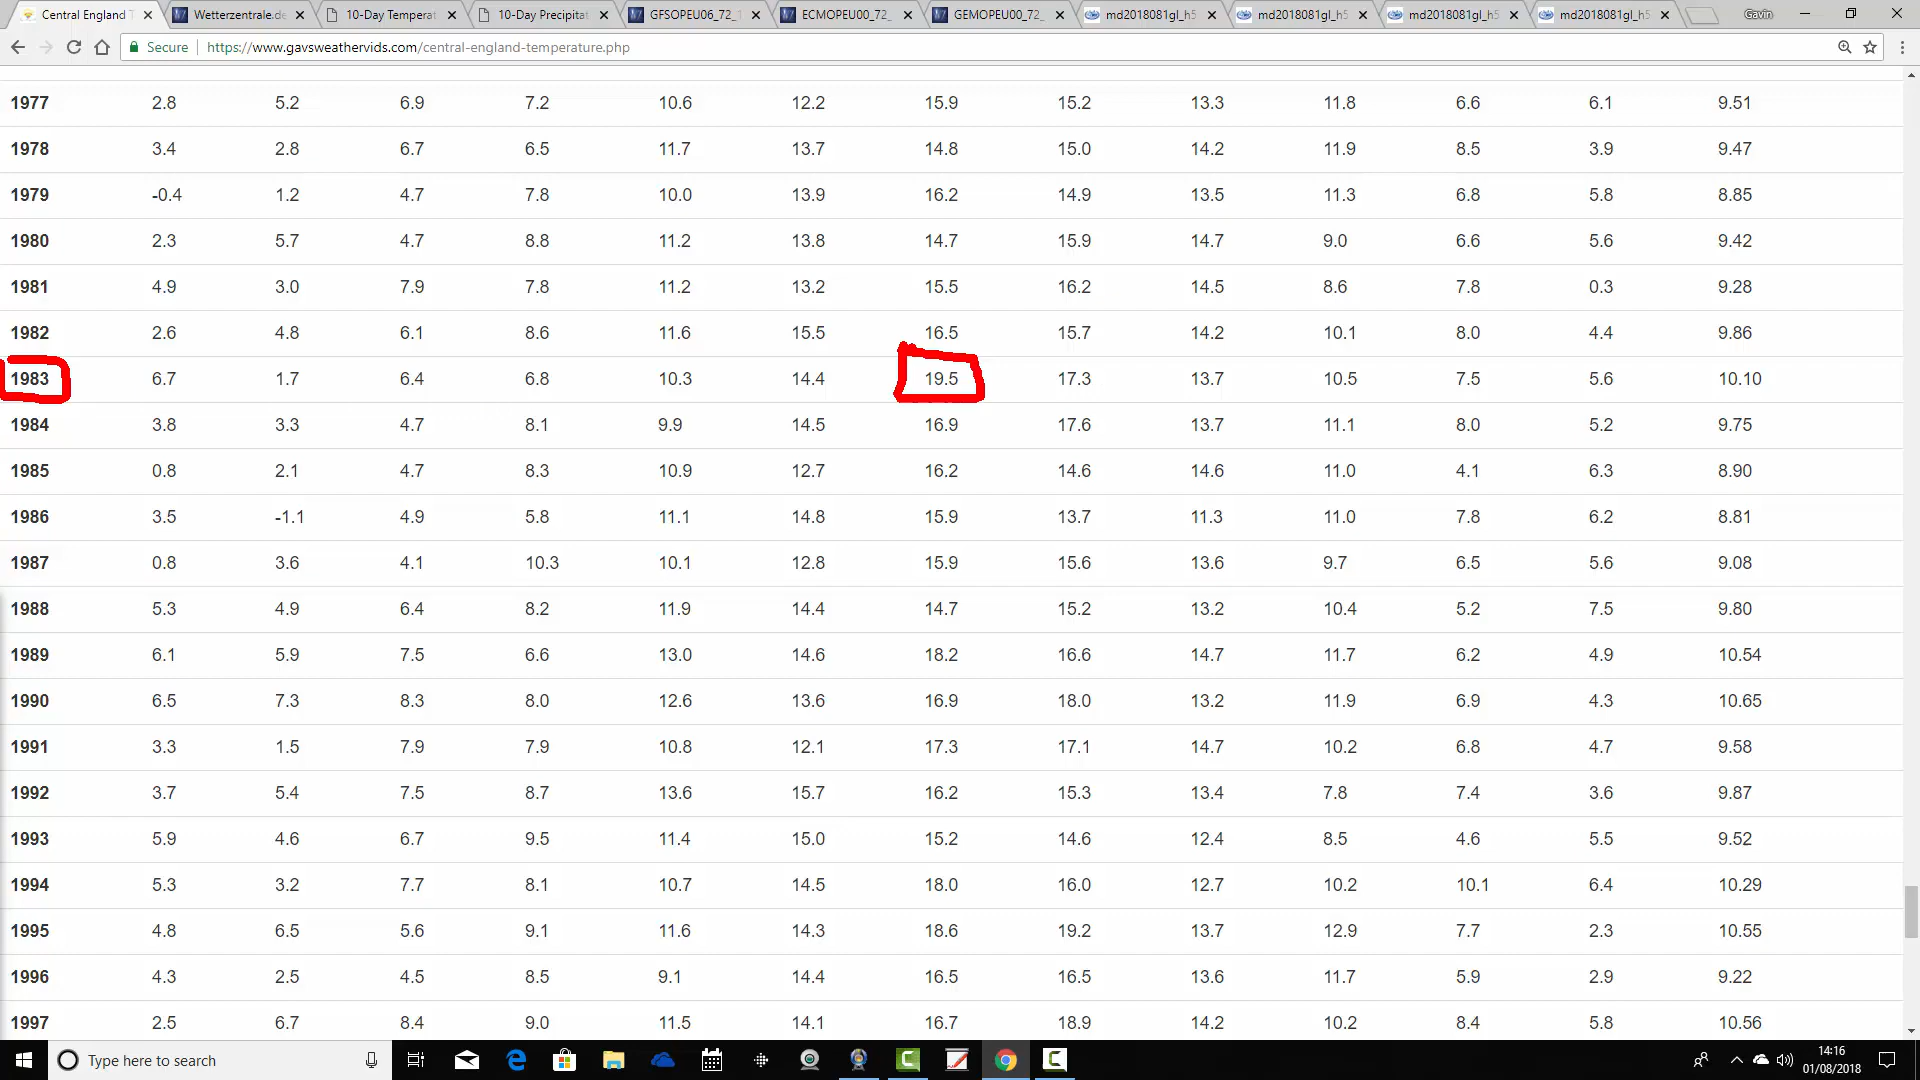 Central England T
Wetterzentrale.de
10-Day Temperat
10-Day Precipitat
GFSOPEU06_72_1
ECMOPEU00_72_
GEMOPEU00_72_
md2018081gl_h5
md2018081gl_h5
md2018081gl_h5
md2018081gl_h5
Gavin
Secure https://www.gavsweathervids.com/central-england-temperature.php
1977 2.8 5.2 6.9 7.2 10.6 12.2 15.9 15.2 13.3 11.8 6.6 6.1 9.51
1978 3.4 2.8 6.7 6.5 11.7 13.7 14.8 15.0 14.2 11.9 8.5 3.9 9.47
1979 -0.4 1.2 4.7 7.8 10.0 13.9 16.2 14.9 13.5 11.3 6.8 5.8 8.85
1980 2.3 5.7 4.7 8.8 11.2 13.8 14.7 15.9 14.7 9.0 6.6 5.6 9.42
1981 4.9 3.0 7.9 7.8 11.2 13.2 15.5 16.2 14.5 8.6 7.8 0.3 9.28
1982 2.6 4.8 6.1 8.6 11.6 15.5 16.5 15.7 14.2 10.1 8.0 4.4 9.86
1983 6.7 1.7 6.4 6.8 10.3 14.4 19.5 17.3 13.7 10.5 7.5 5.6 10.10
1984 3.8 3.3 4.7 8.1 9.9 14.5 16.9 17.6 13.7 11.1 8.0 5.2 9.75
1985 0.8 2.1 4.7 8.3 10.9 12.7 16.2 14.6 14.6 11.0 4.1 6.3 8.90
1986 3.5 -1.1 4.9 5.8 11.1 14.8 15.9 13.7 11.3 11.0 7.8 6.2 8.81
1987 0.8 3.6 4.1 10.3 10.1 12.8 15.9 15.6 13.6 9.7 6.5 5.6 9.08
1988 5.3 4.9 6.4 8.2 11.9 14.4 14.7 15.2 13.2 10.4 5.2 7.5 9.80
1989 6.1 5.9 7.5 6.6 13.0 14.6 18.2 16.6 14.7 11.7 6.2 4.9 10.54
1990 6.5 7.3 8.3 8.0 12.6 13.6 16.9 18.0 13.2 11.9 6.9 4.3 10.65
1991 3.3 1.5 7.9 7.9 10.8 12.1 17.3 17.1 14.7 10.2 6.8 4.7 9.58
1992 3.7 5.4 7.5 8.7 13.6 15.7 16.2 15.3 13.4 7.8 7.4 3.6 9.87
1993 5.9 4.6 6.7 9.5 11.4 15.0 15.2 14.6 12.4 8.5 4.6 5.5 9.52
1994 5.3 3.2 7.7 8.1 10.7 14.5 18.0 16.0 12.7 10.2 10.1 6.4 10.29
1995 4.8 6.5 5.6 9.1 11.6 14.3 18.6 19.2 13.7 12.9 7.7 2.3 10.55
1996 4.3 2.5 4.5 8.5 9.1 14.4 16.5 16.5 13.6 11.7 5.9 2.9 9.22
1997 2.5 6.7 8.4 9.0 11.5 14.1 16.7 18.9 14.2 10.2 8.4 5.8 10.56
Type here to search
14:16
01/08/2018